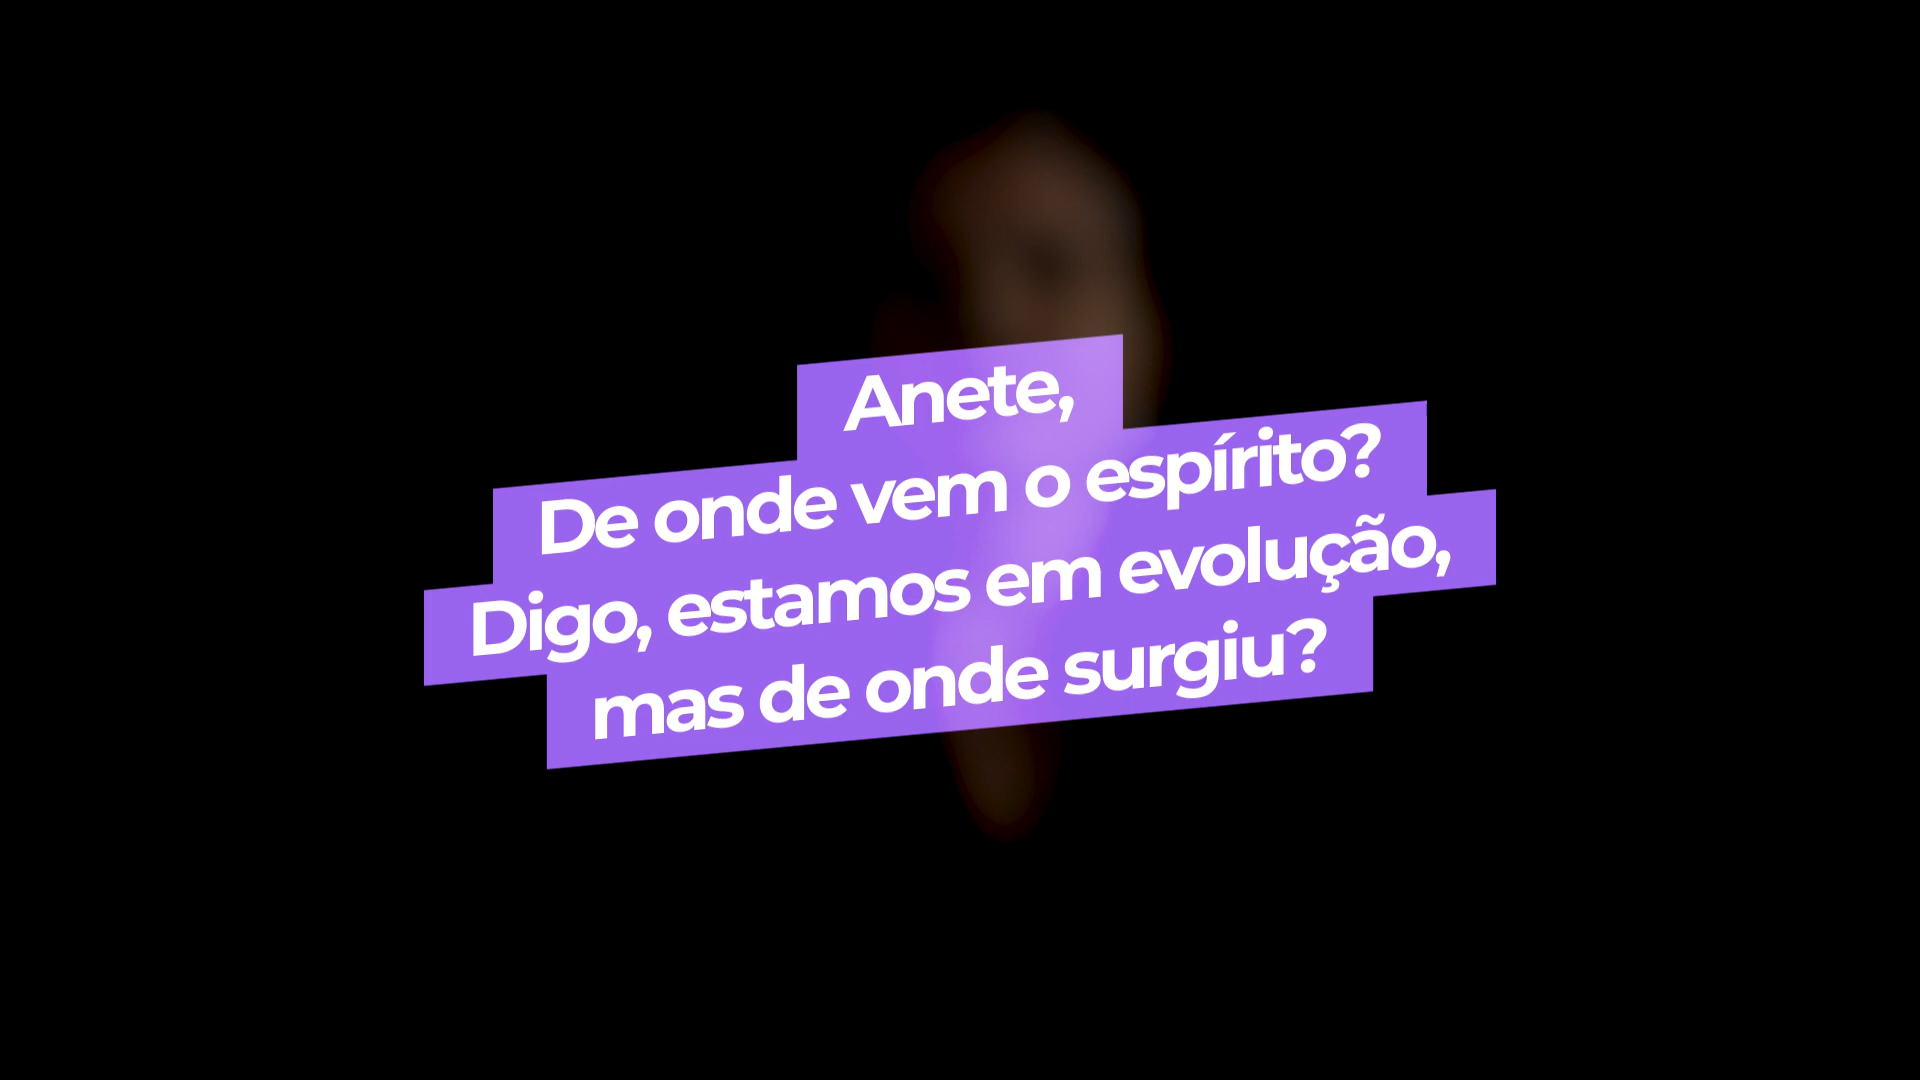 Anete,
De onde vem o espírito?
Digo, estamos em evolução,
mas de onde surgiu?